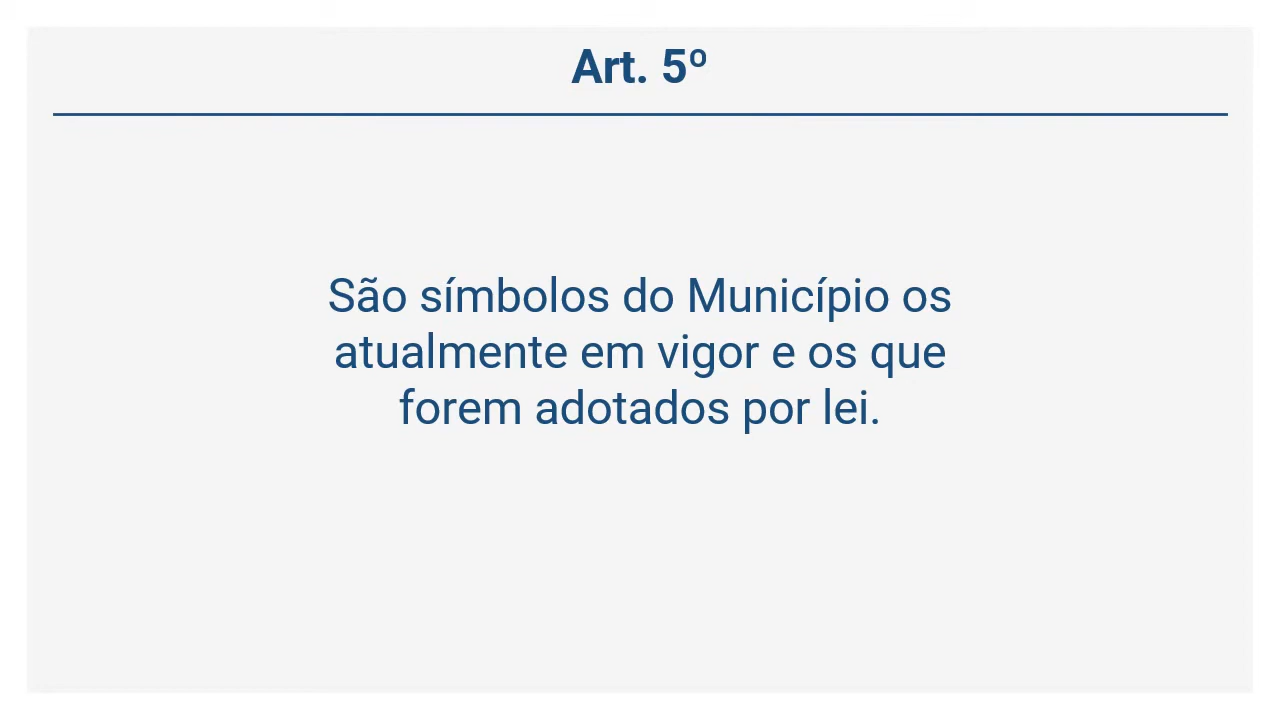 Art. 5º
São símbolos do Município os
atualmente em vigor e os que
forem adotados por lei.